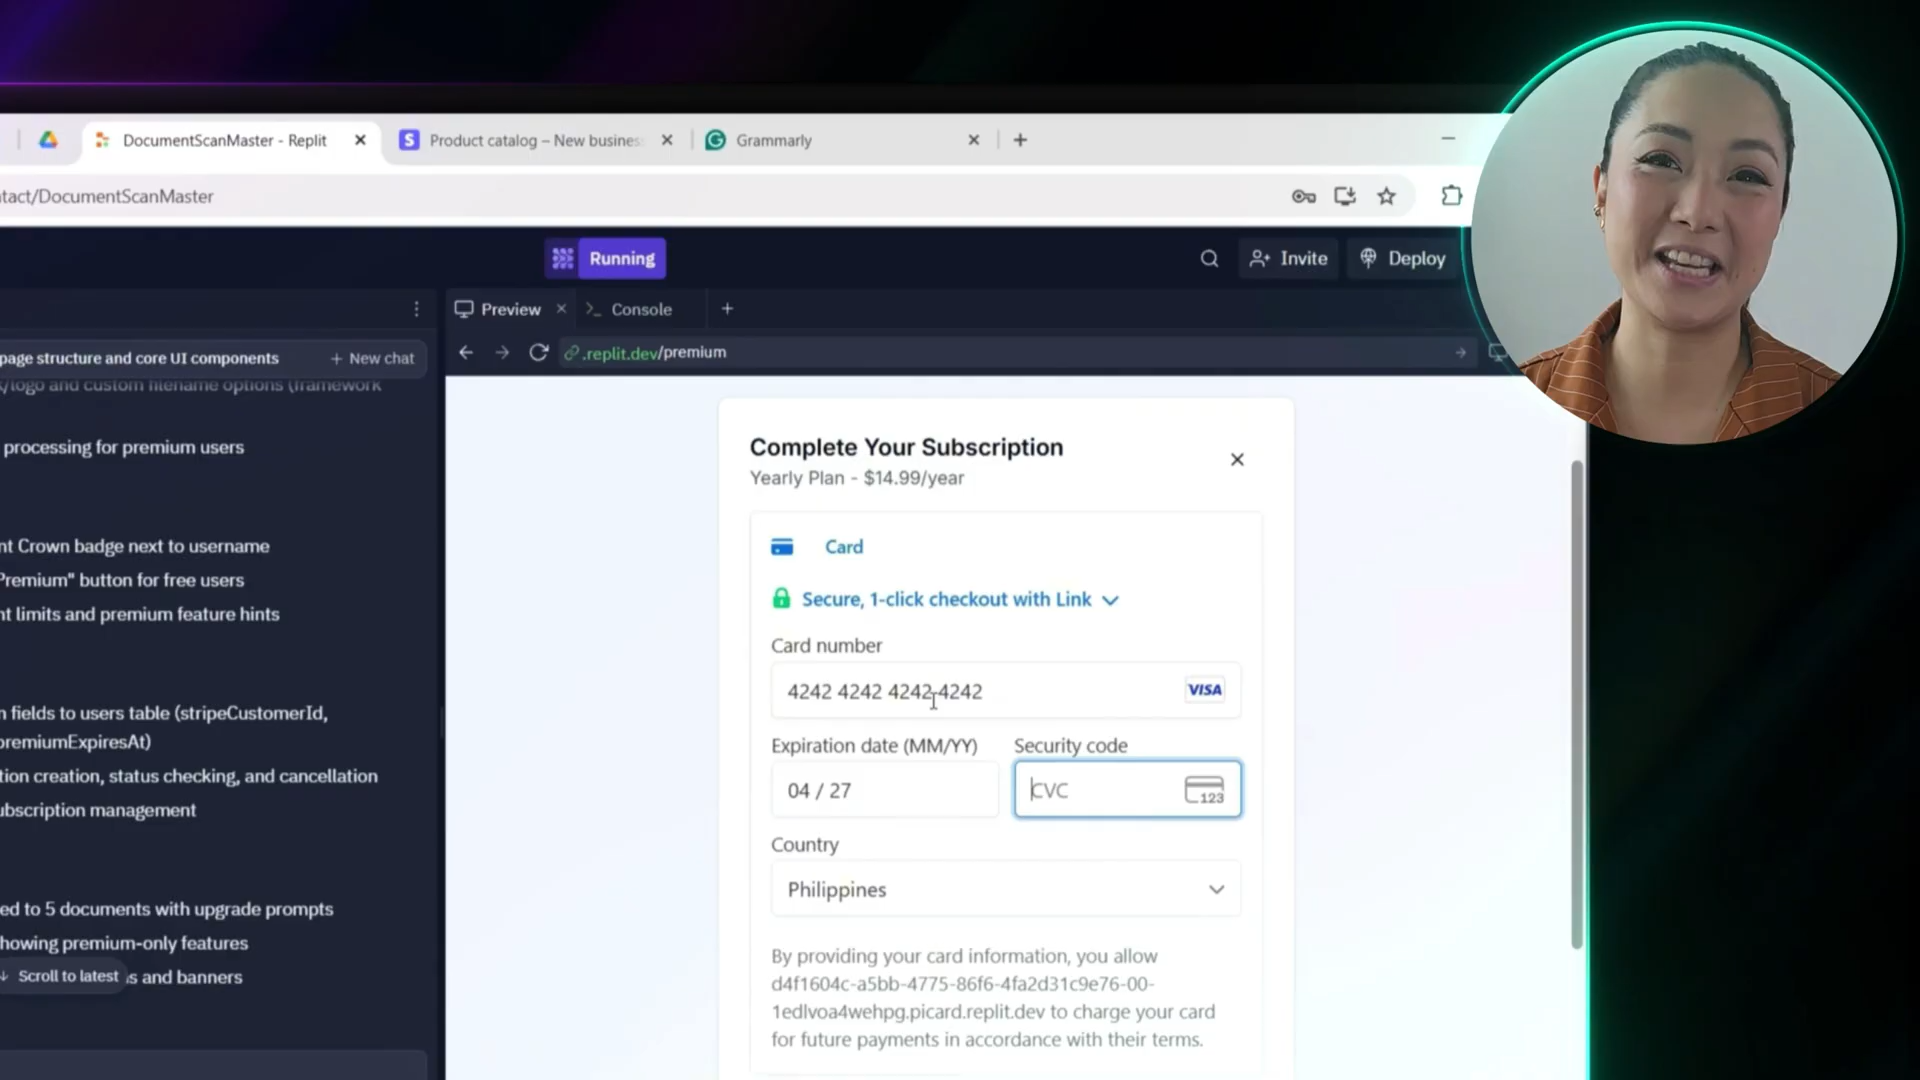 DocumentScanMaster - Replit
Product catalog – New busines
Grammarly
tact/DocumentScanMaster
Running
Invite
Deploy
Preview
Console
page structure and core UI components
+ New chat
.replit.dev/premium
/logo and custom filename options (framework
processing for premium users
nt Crown badge next to username
Premium" button for free users
nt limits and premium feature hints
n fields to users table (stripeCustomerId,
premiumExpiresAt)
tion creation, status checking, and cancellation
ubscription management
ed to 5 documents with upgrade prompts
howing premium-only features
Scroll to latest
s and banners
Complete Your Subscription
Yearly Plan - $14.99/year
Card
Secure, 1-click checkout with Link
Card number
4242 4242 4242 4242
VISA
Expiration date (MM/YY)
Security code
04 / 27
CVC
123
Country
Philippines
By providing your card information, you allow
d4f1604c-a5bb-4775-86f6-4fa2d31c9e76-00-
1edlvoa4wehpg.picard.replit.dev to charge your card
for future payments in accordance with their terms.